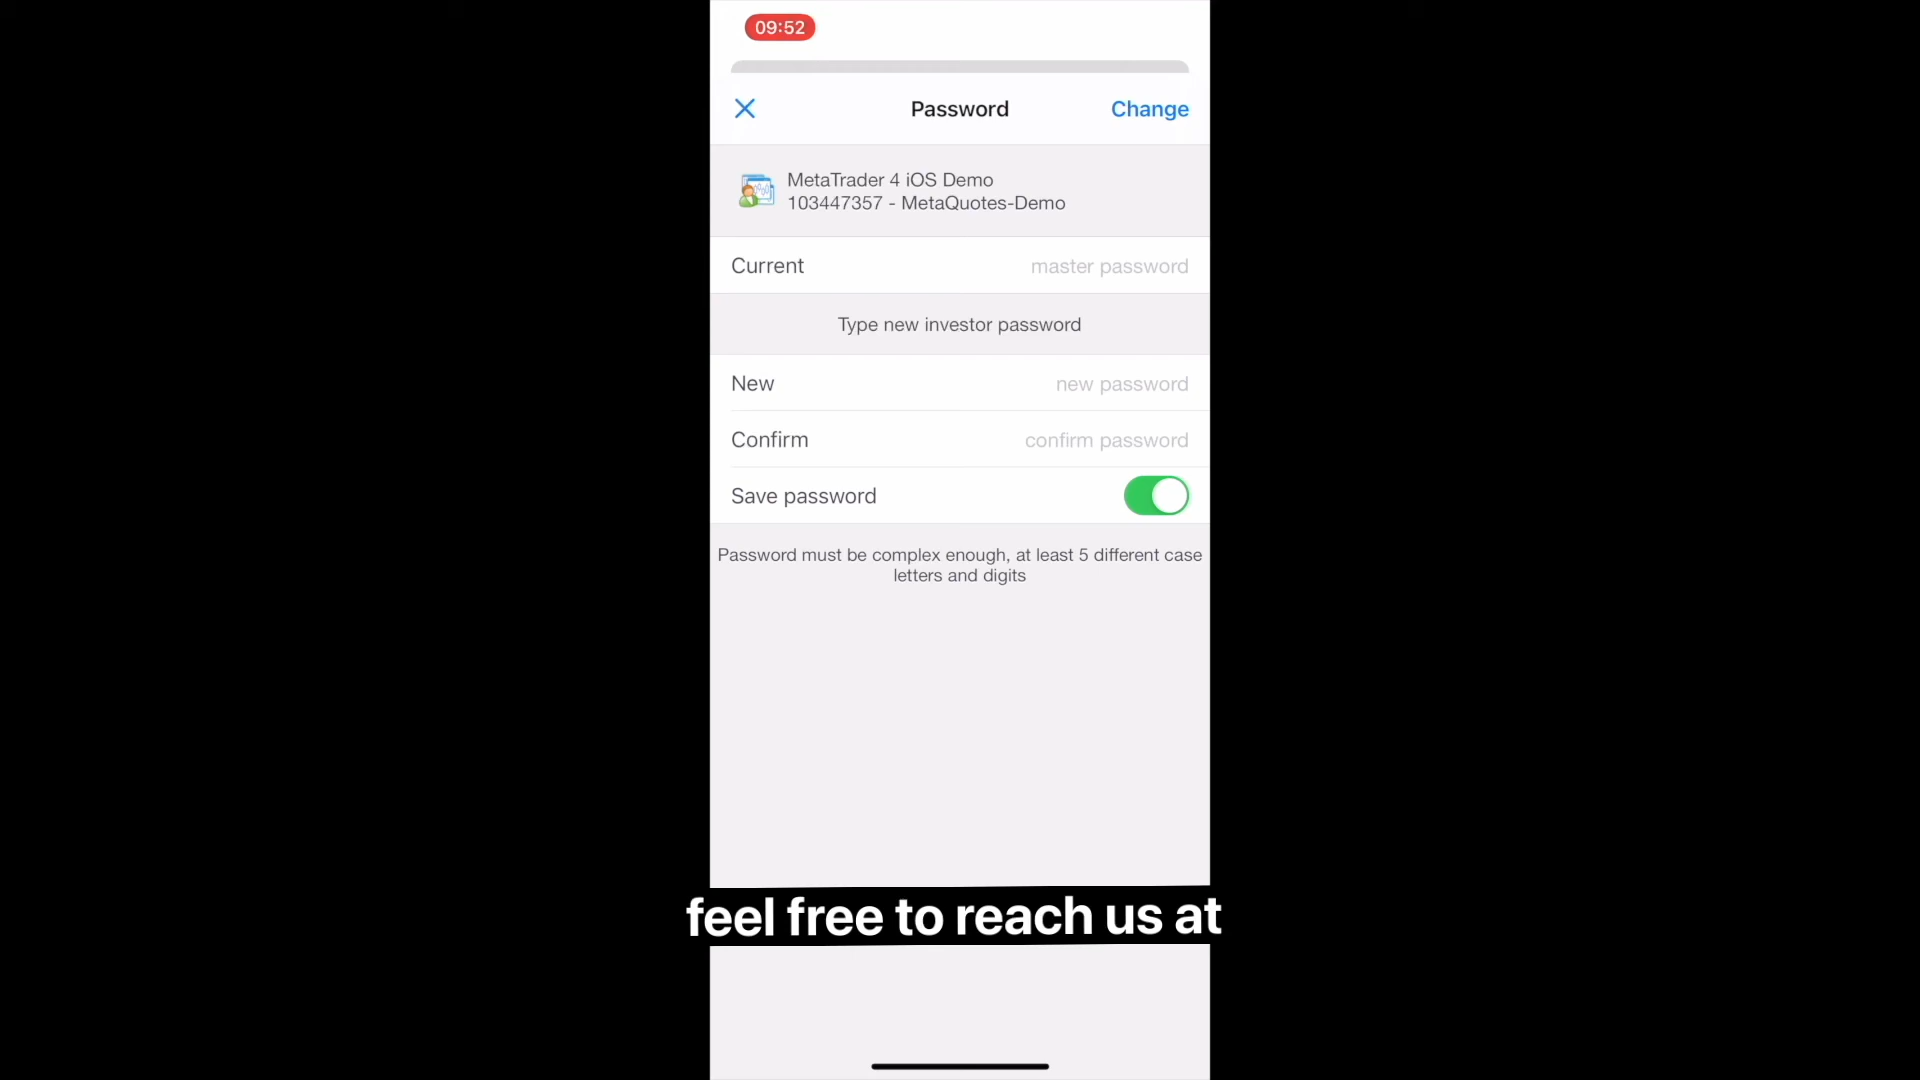 09:52
Password
Change
MetaTrader 4 iOS Demo
103447357 - MetaQuotes-Demo
Current
master password
Type new investor password
New
new password
Confirm
confirm password
Save password
Password must be complex enough, at least 5 different case
letters and digits
feel free to reach us at